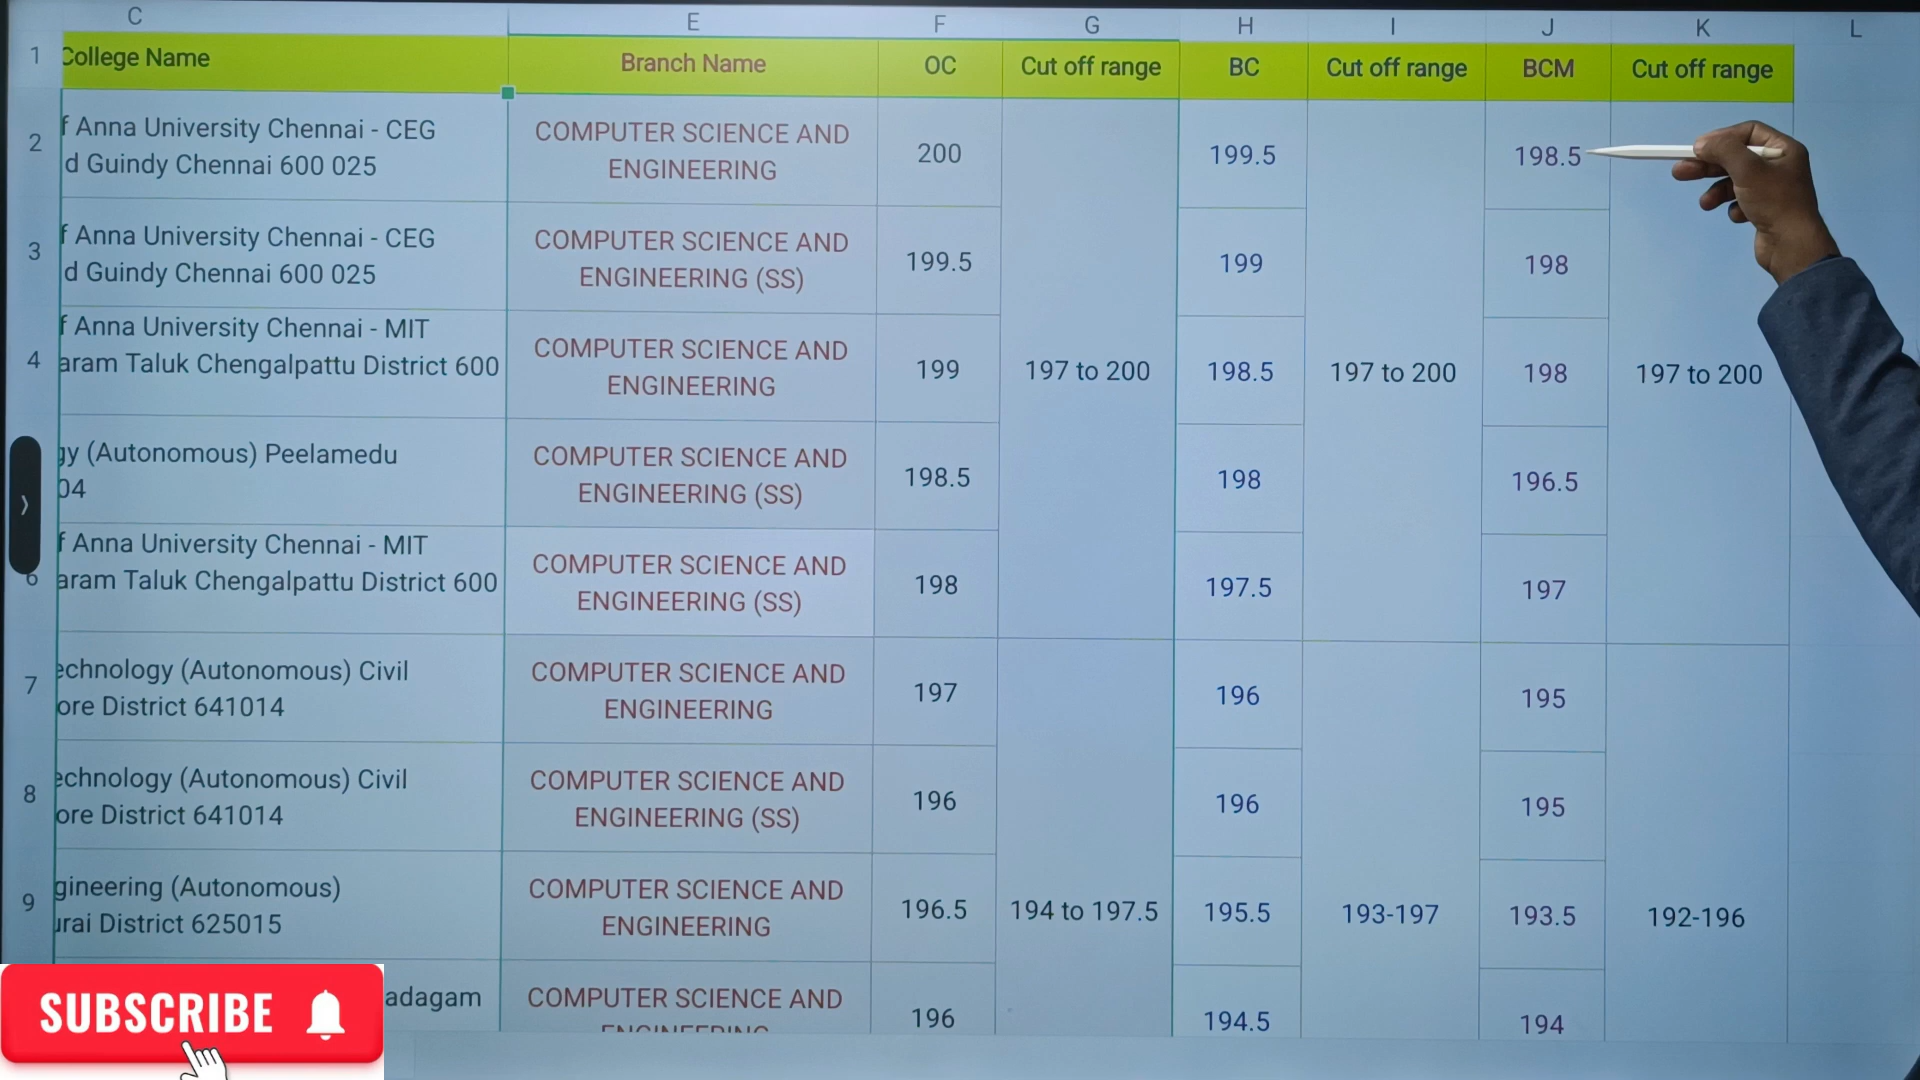 C E F G H I J K L
1 College Name Branch Name OC Cut off range BC Cut off range BCM Cut off range
2 f Anna University Chennai - CEG
d Guindy Chennai 600 025
COMPUTER SCIENCE AND
ENGINEERING
200 199.5 198.5
3 f Anna University Chennai - CEG
d Guindy Chennai 600 025
COMPUTER SCIENCE AND
ENGINEERING (SS)
199.5 199 198
4 f Anna University Chennai - MIT
aram Taluk Chengalpattu District 600
COMPUTER SCIENCE AND
ENGINEERING
199 197 to 200 198.5 197 to 200 198 197 to 200
gy (Autonomous) Peelamedu
04
COMPUTER SCIENCE AND
ENGINEERING (SS)
198.5 198 196.5
6 f Anna University Chennai - MIT
aram Taluk Chengalpattu District 600
COMPUTER SCIENCE AND
ENGINEERING (SS)
198 197.5 197
7 echnology (Autonomous) Civil
ore District 641014
COMPUTER SCIENCE AND
ENGINEERING
197 196 195
8 echnology (Autonomous) Civil
ore District 641014
COMPUTER SCIENCE AND
ENGINEERING (SS)
196 196 195
9 gineering (Autonomous)
urai District 625015
COMPUTER SCIENCE AND
ENGINEERING
196.5 194 to 197.5 195.5 193-197 193.5 192-196
adagam
COMPUTER SCIENCE AND
ENGINEERING
196 194.5 194
SUBSCRIBE